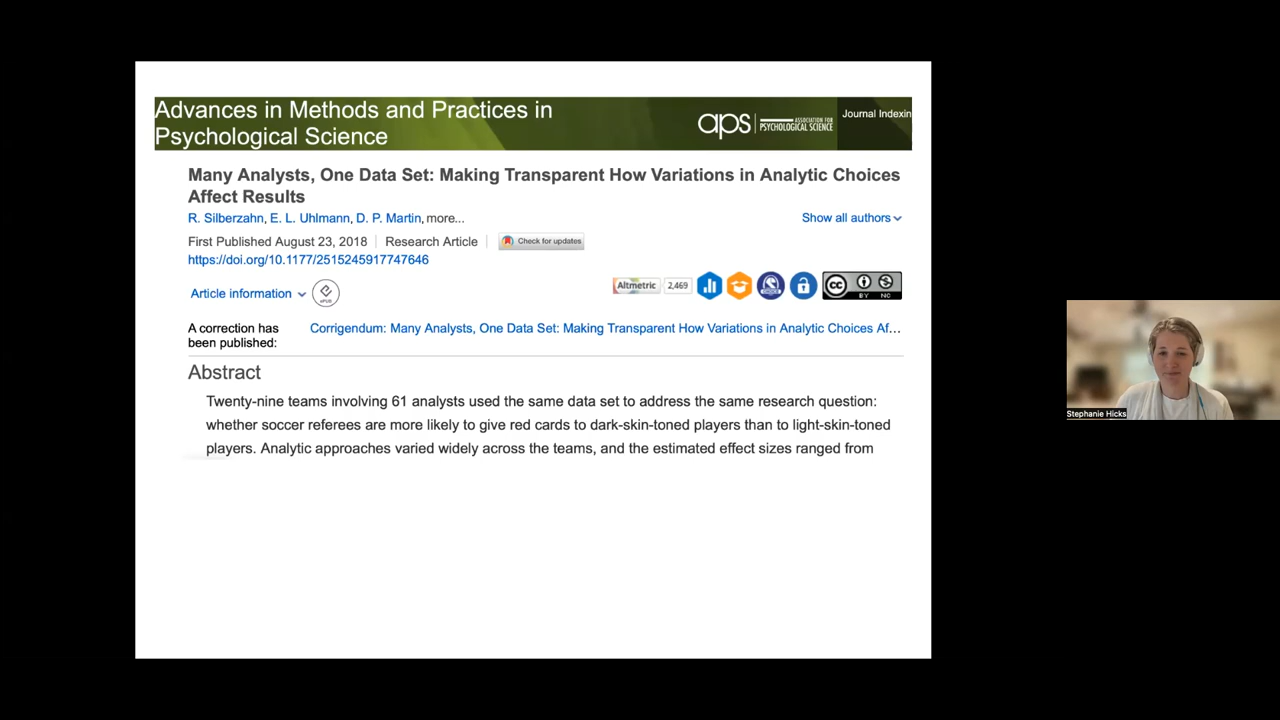 Advances in Methods and Practices in
Psychological Science
aps
ASSOCIATION FOR
PSYCHOLOGICAL SCIENCE
Journal Indexin
Many Analysts, One Data Set: Making Transparent How Variations in Analytic Choices
Affect Results
R. Silberzahn, E. L. Uhlmann, D. P. Martin, more...
Show all authors
First Published August 23, 2018
Research Article
Check for updates
https://doi.org/10.1177/2515245917747646
Altmetric
2,469
CC
BY NC
Article information
A correction has
been published:
Corrigendum: Many Analysts, One Data Set: Making Transparent How Variations in Analytic Choices Af...
Abstract
Twenty-nine teams involving 61 analysts used the same data set to address the same research question:
whether soccer referees are more likely to give red cards to dark-skin-toned players than to light-skin-toned
players. Analytic approaches varied widely across the teams, and the estimated effect sizes ranged from
Stephanie Hicks